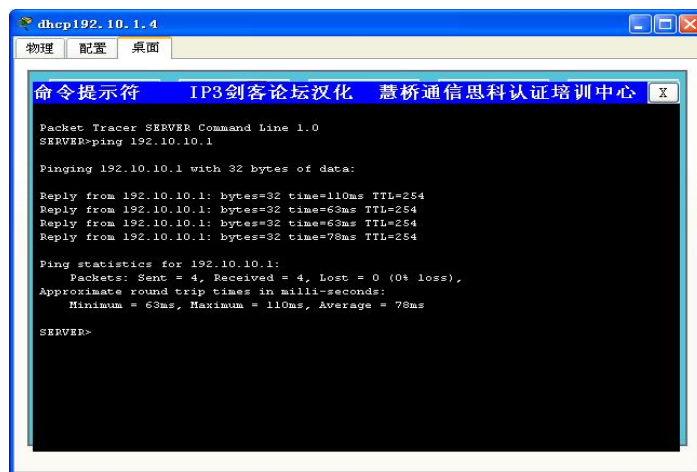 dhcp192.10.1.4
物理 配置 桌面
命令提示符 IP3剑客论坛汉化 慧桥通信思科认证培训中心 X
Packet Tracer SERVER Command Line 1.0
SERVER>ping 192.10.10.1
Pinging 192.10.10.1 with 32 bytes of data:
Reply from 192.10.10.1: bytes=32 time=110ms TTL=254
Reply from 192.10.10.1: bytes=32 time=63ms TTL=254
Reply from 192.10.10.1: bytes=32 time=63ms TTL=254
Reply from 192.10.10.1: bytes=32 time=78ms TTL=254
Ping statistics for 192.10.10.1:
Packets: Sent = 4, Received = 4, Lost = 0 (0% loss),
Approximate round trip times in milli-seconds:
Minimum = 63ms, Maximum = 110ms, Average = 78ms
SERVER>